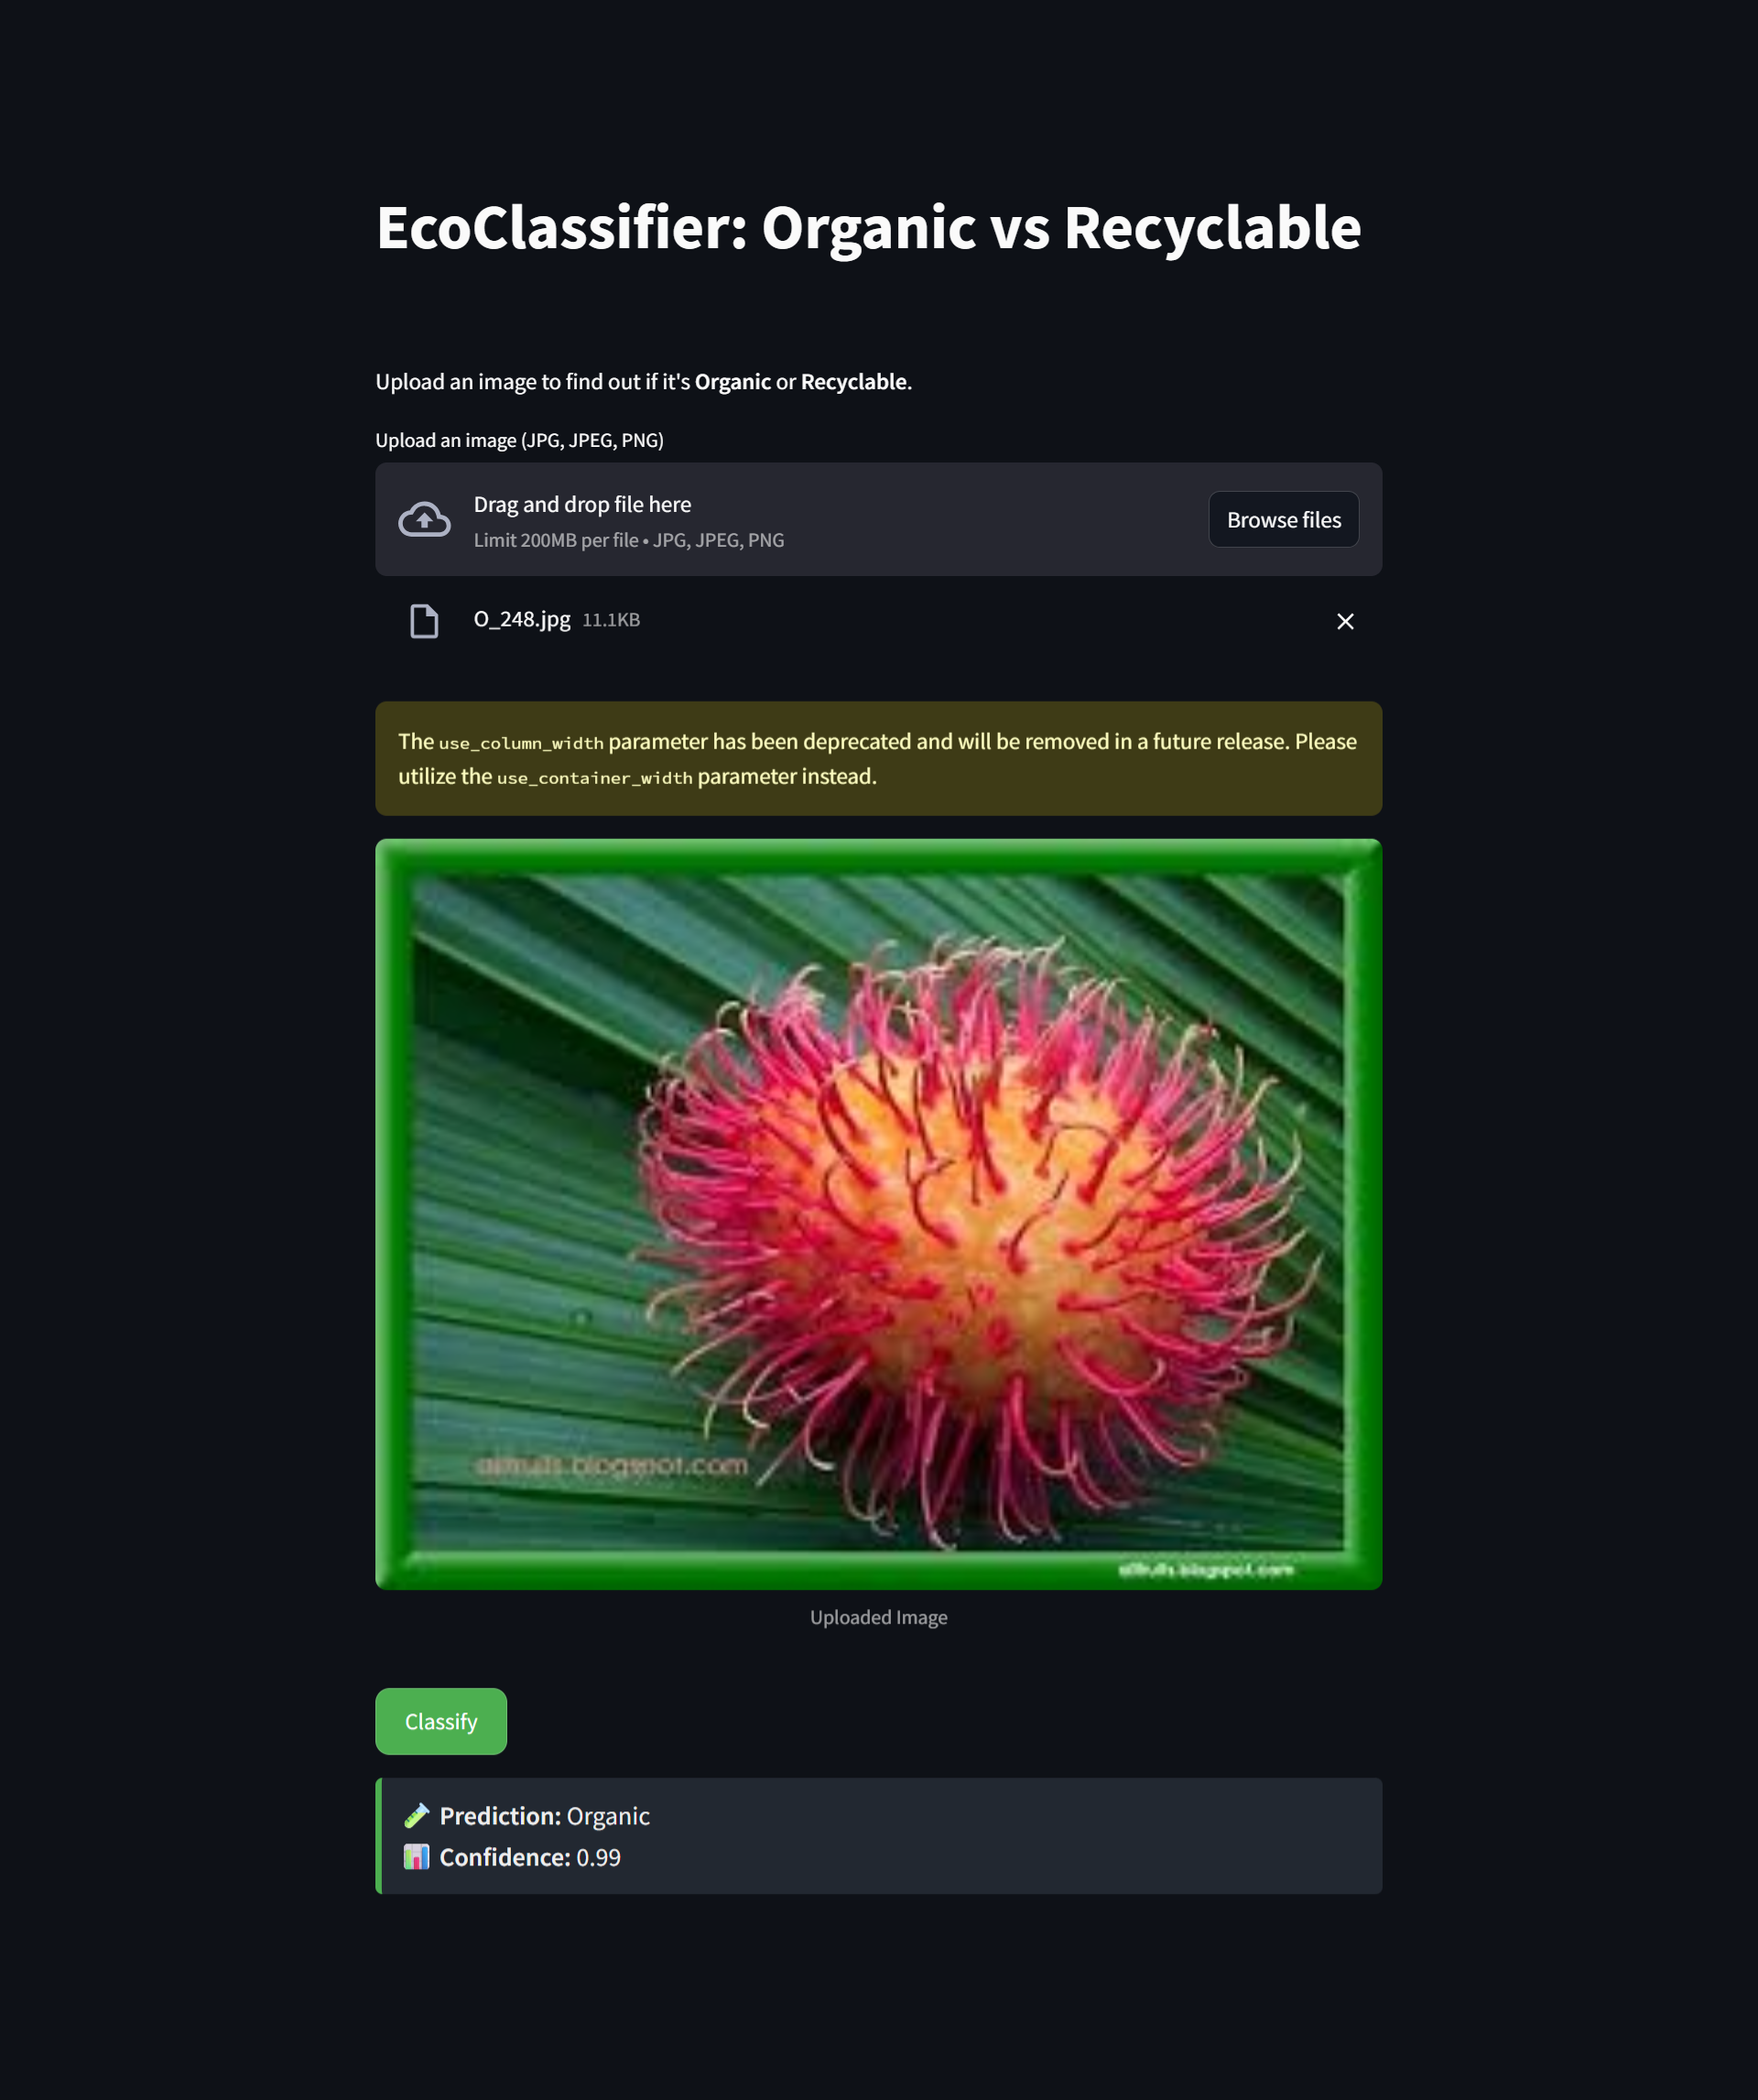 EcoClassifier: Organic vs Recyclable
Upload an image to find out if it's Organic or Recyclable.
Upload an image (JPG, JPEG, PNG)
Drag and drop file here
Limit 200MB per file • JPG, JPEG, PNG
Browse files
O_248.jpg 11.1KB
The use_column_width parameter has been deprecated and will be removed in a future release. Please
utilize the use_container_width parameter instead.
allfruits.blogspot.com
allfruits.blogspot.com
Uploaded Image
Classify
Prediction: Organic
Confidence: 0.99